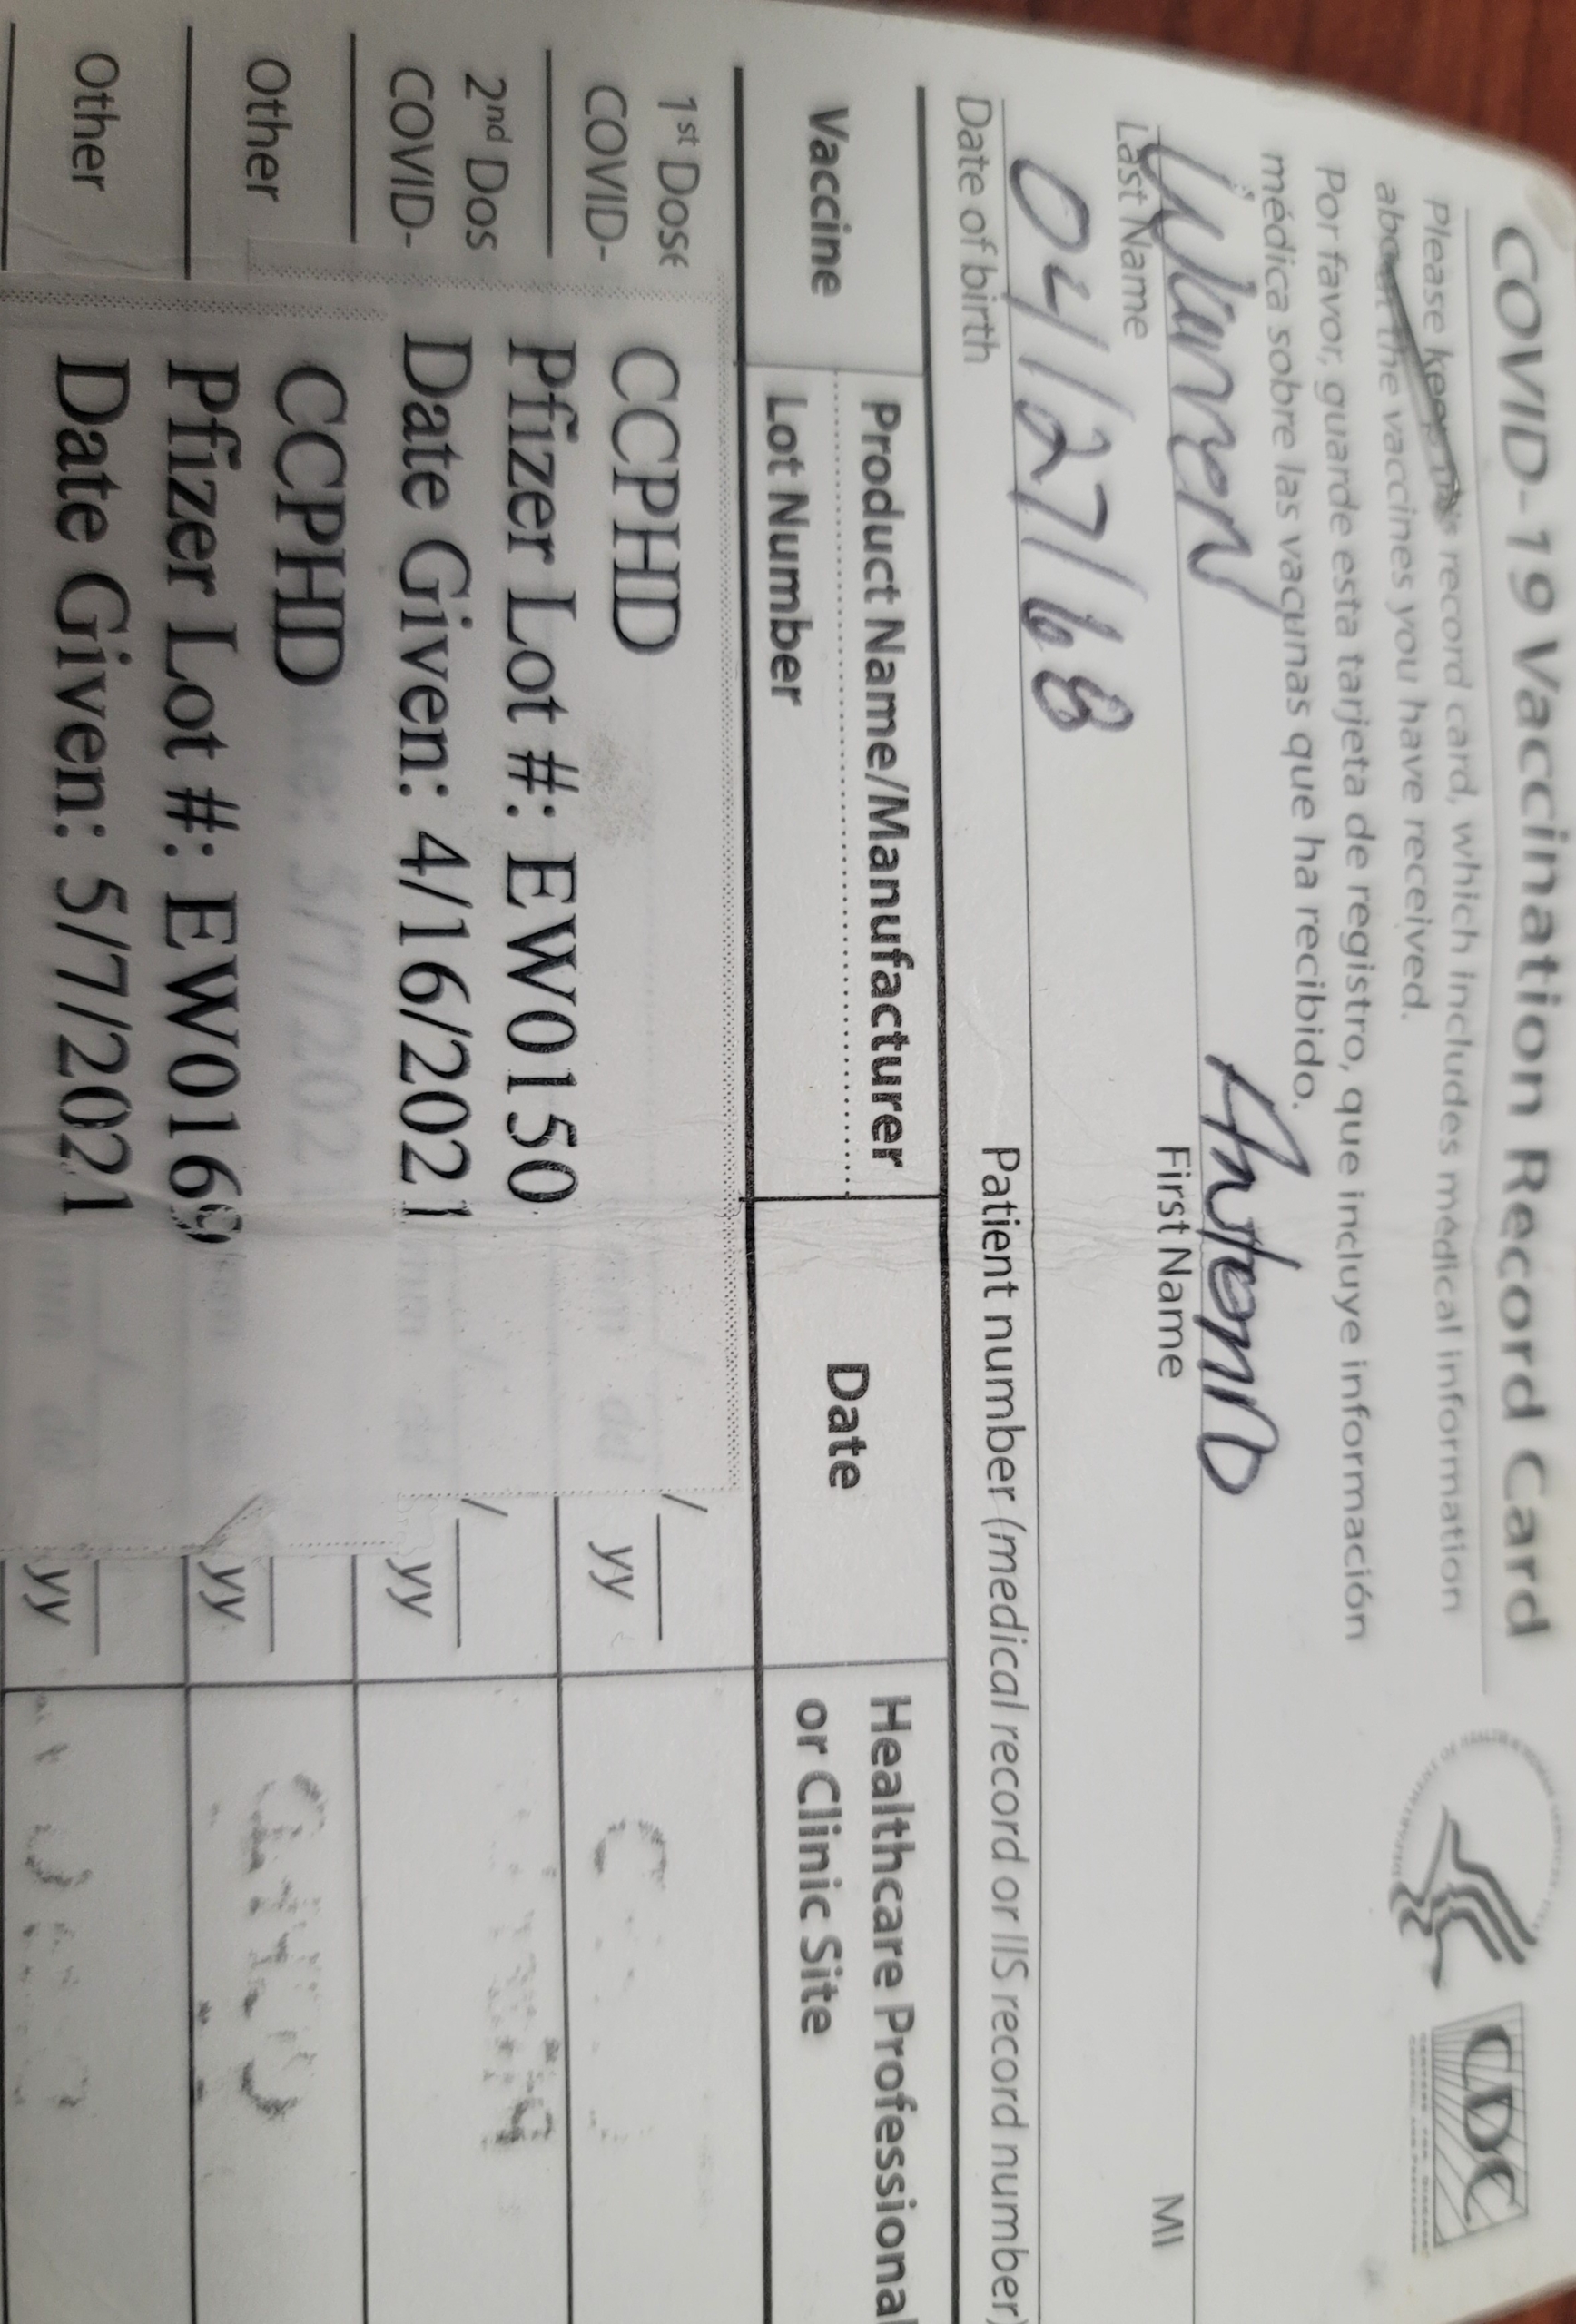 COVID-19 Vaccination Record Card
Please keep this record card, which includes medical information
about the vaccines you have received.
Por favor, guarde esta tarjeta de registro, que incluye información
médica sobre las vacunas que ha recibido.
CDC
Antonio
Last Name
First Name
MI
04/27/68
Date of birth
Patient number (medical record or IIS record number)
Vaccine
Product Name/Manufacturer
Lot Number
Date
Healthcare Professional
or Clinic Site
1st Dose
COVID-
CCPHD
Pfizer Lot #: EW0150
Date Given: 4/16/2021
/
yy
2nd Dos
COVID-
/
yy
Other
CCPHD
Pfizer Lot #: EW0169
Date Given: 5/7/2021
yy
Other
yy